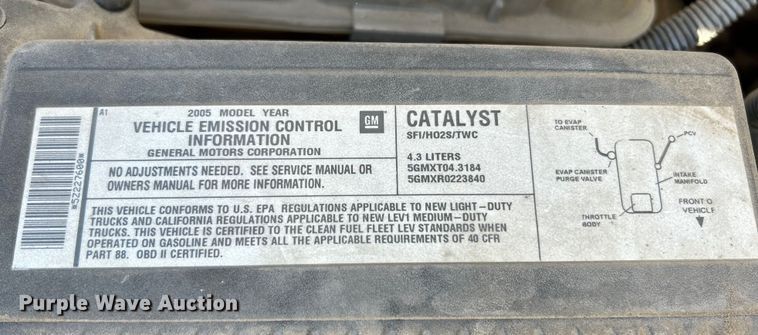 A1
2005 MODEL YEAR
VEHICLE EMISSION CONTROL
INFORMATION
GENERAL MOTORS CORPORATION
GM
NO ADJUSTMENTS NEEDED. SEE SERVICE MANUAL OR
OWNERS MANUAL FOR MORE INFORMATION.
CATALYST
SFI/HO2S/TWC
4.3 LITERS
5GMXT04.3184
5GMXR0223840
THIS VEHICLE CONFORMS TO U.S. EPA REGULATIONS APPLICABLE TO NEW LIGHT-DUTY
TRUCKS AND CALIFORNIA REGULATIONS APPLICABLE TO NEW LEV1 MEDIUM-DUTY
TRUCKS. THIS VEHICLE IS CERTIFIED TO THE CLEAN FUEL FLEET LEV STANDARDS WHEN
OPERATED ON GASOLINE AND MEETS ALL THE APPLICABLE REQUIREMENTS OF 40 CFR
PART 88. OBD II CERTIFIED.
TO EVAP
CANISTER
PCV
EVAP CANISTER
PURGE VALVE
INTAKE
MANIFOLD
THROTTLE
BODY
FRONT O
VEHICLE
*52227600*
Purple Wave Auction